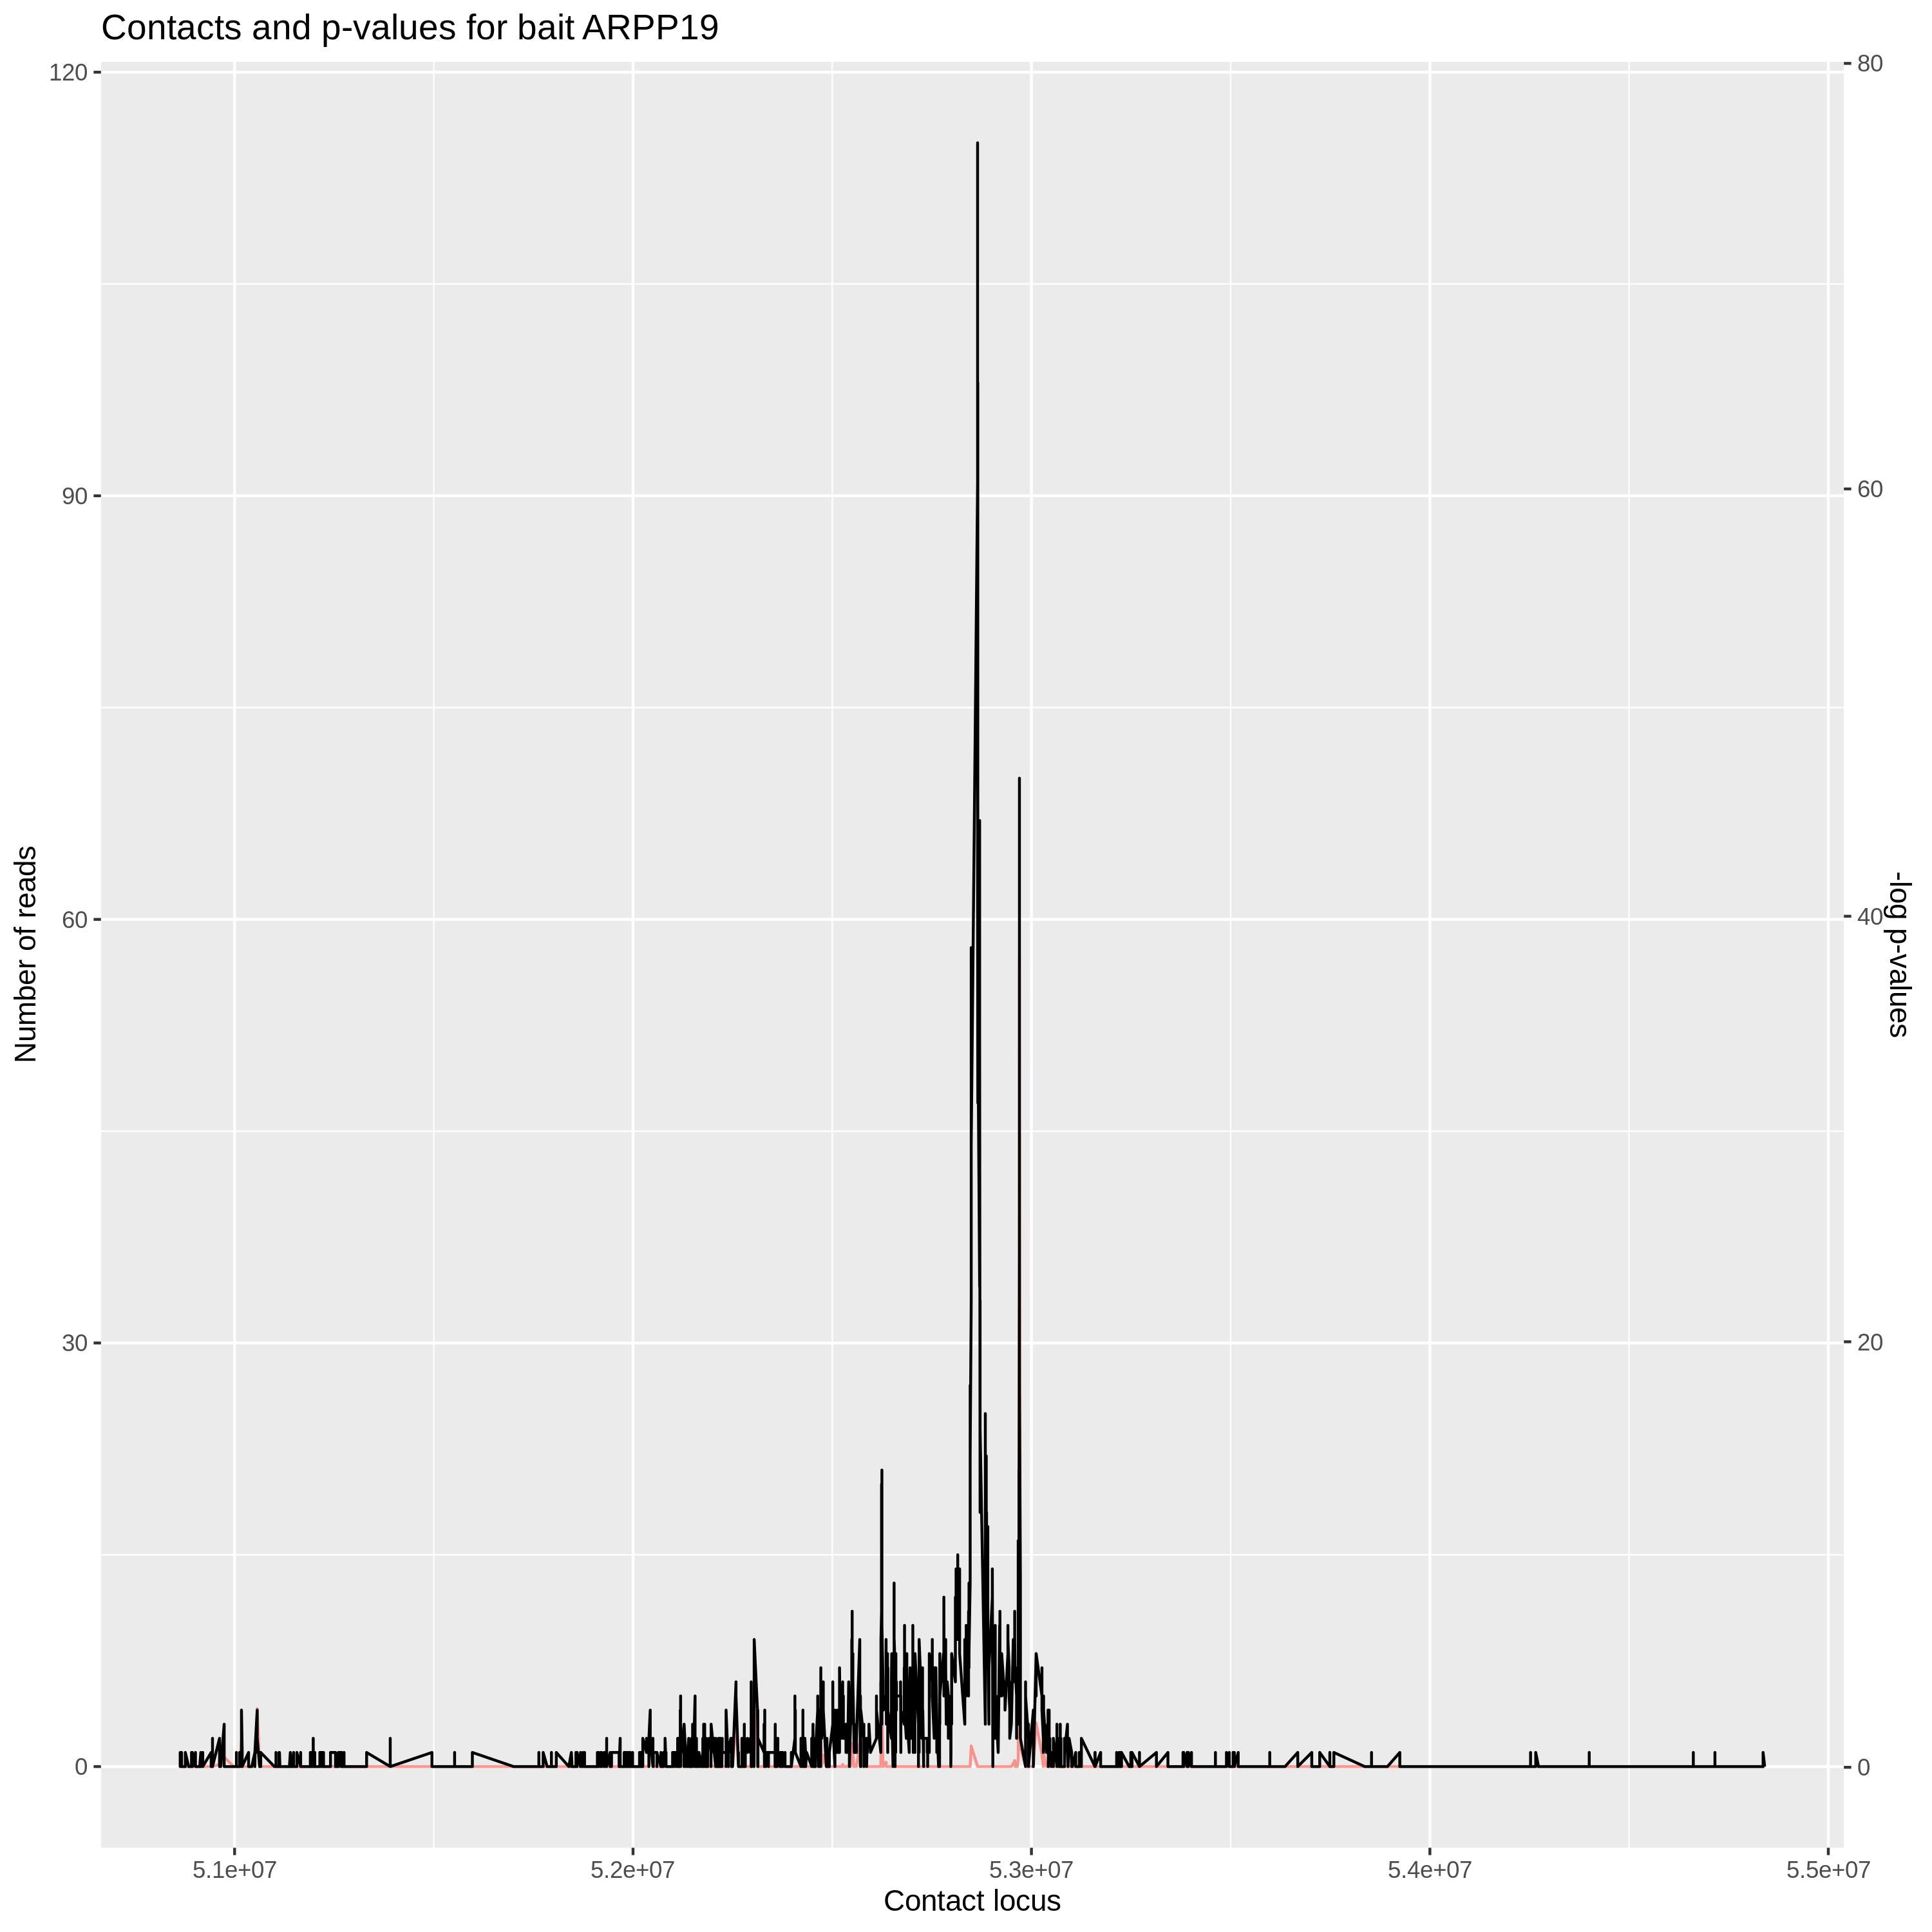 Contacts and p-values for bait ARPP19
120
90
60
30
0
Number of reads
80
60
40
20
0
-log p-values
5.1e+07
5.2e+07
5.3e+07
5.4e+07
5.5e+07
Contact locus